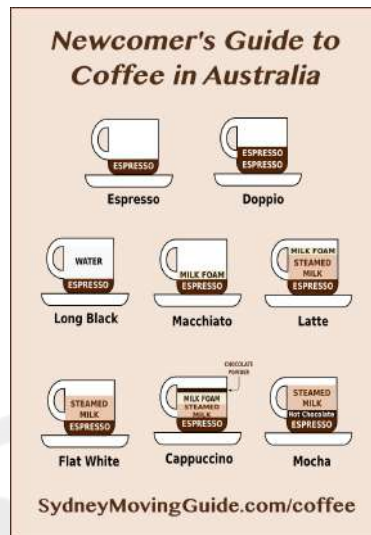 Newcomer's Guide to
Coffee in Australia
ESPRESSO
Espresso
ESPRESSO
ESPRESSO
Doppio
WATER
ESPRESSO
Long Black
MILK FOAM
ESPRESSO
Macchiato
MILK FOAM
STEAMED
MILK
ESPRESSO
Latte
STEAMED
MILK
ESPRESSO
Flat White
CHOCOLATE
POWDER
MILK FOAM
STEAMED
MILK
ESPRESSO
Cappuccino
STEAMED
MILK
Hot Chocolate
ESPRESSO
Mocha
SydneyMovingGuide.com/coffee